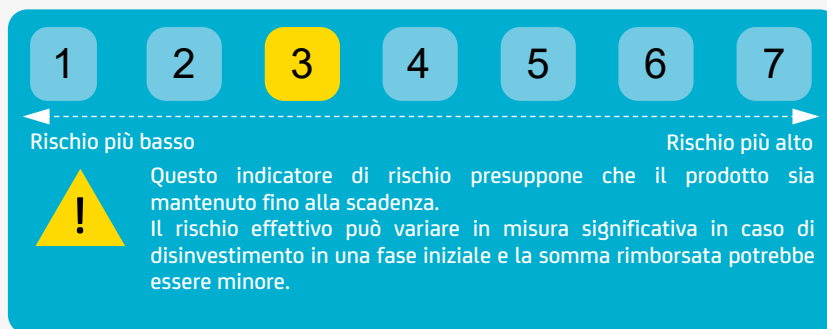 1 2 3 4 5 6 7
Rischio più basso Rischio più alto
! Questo indicatore di rischio presuppone che il prodotto sia
mantenuto fino alla scadenza.
Il rischio effettivo può variare in misura significativa in caso di
disinvestimento in una fase iniziale e la somma rimborsata potrebbe
essere minore.